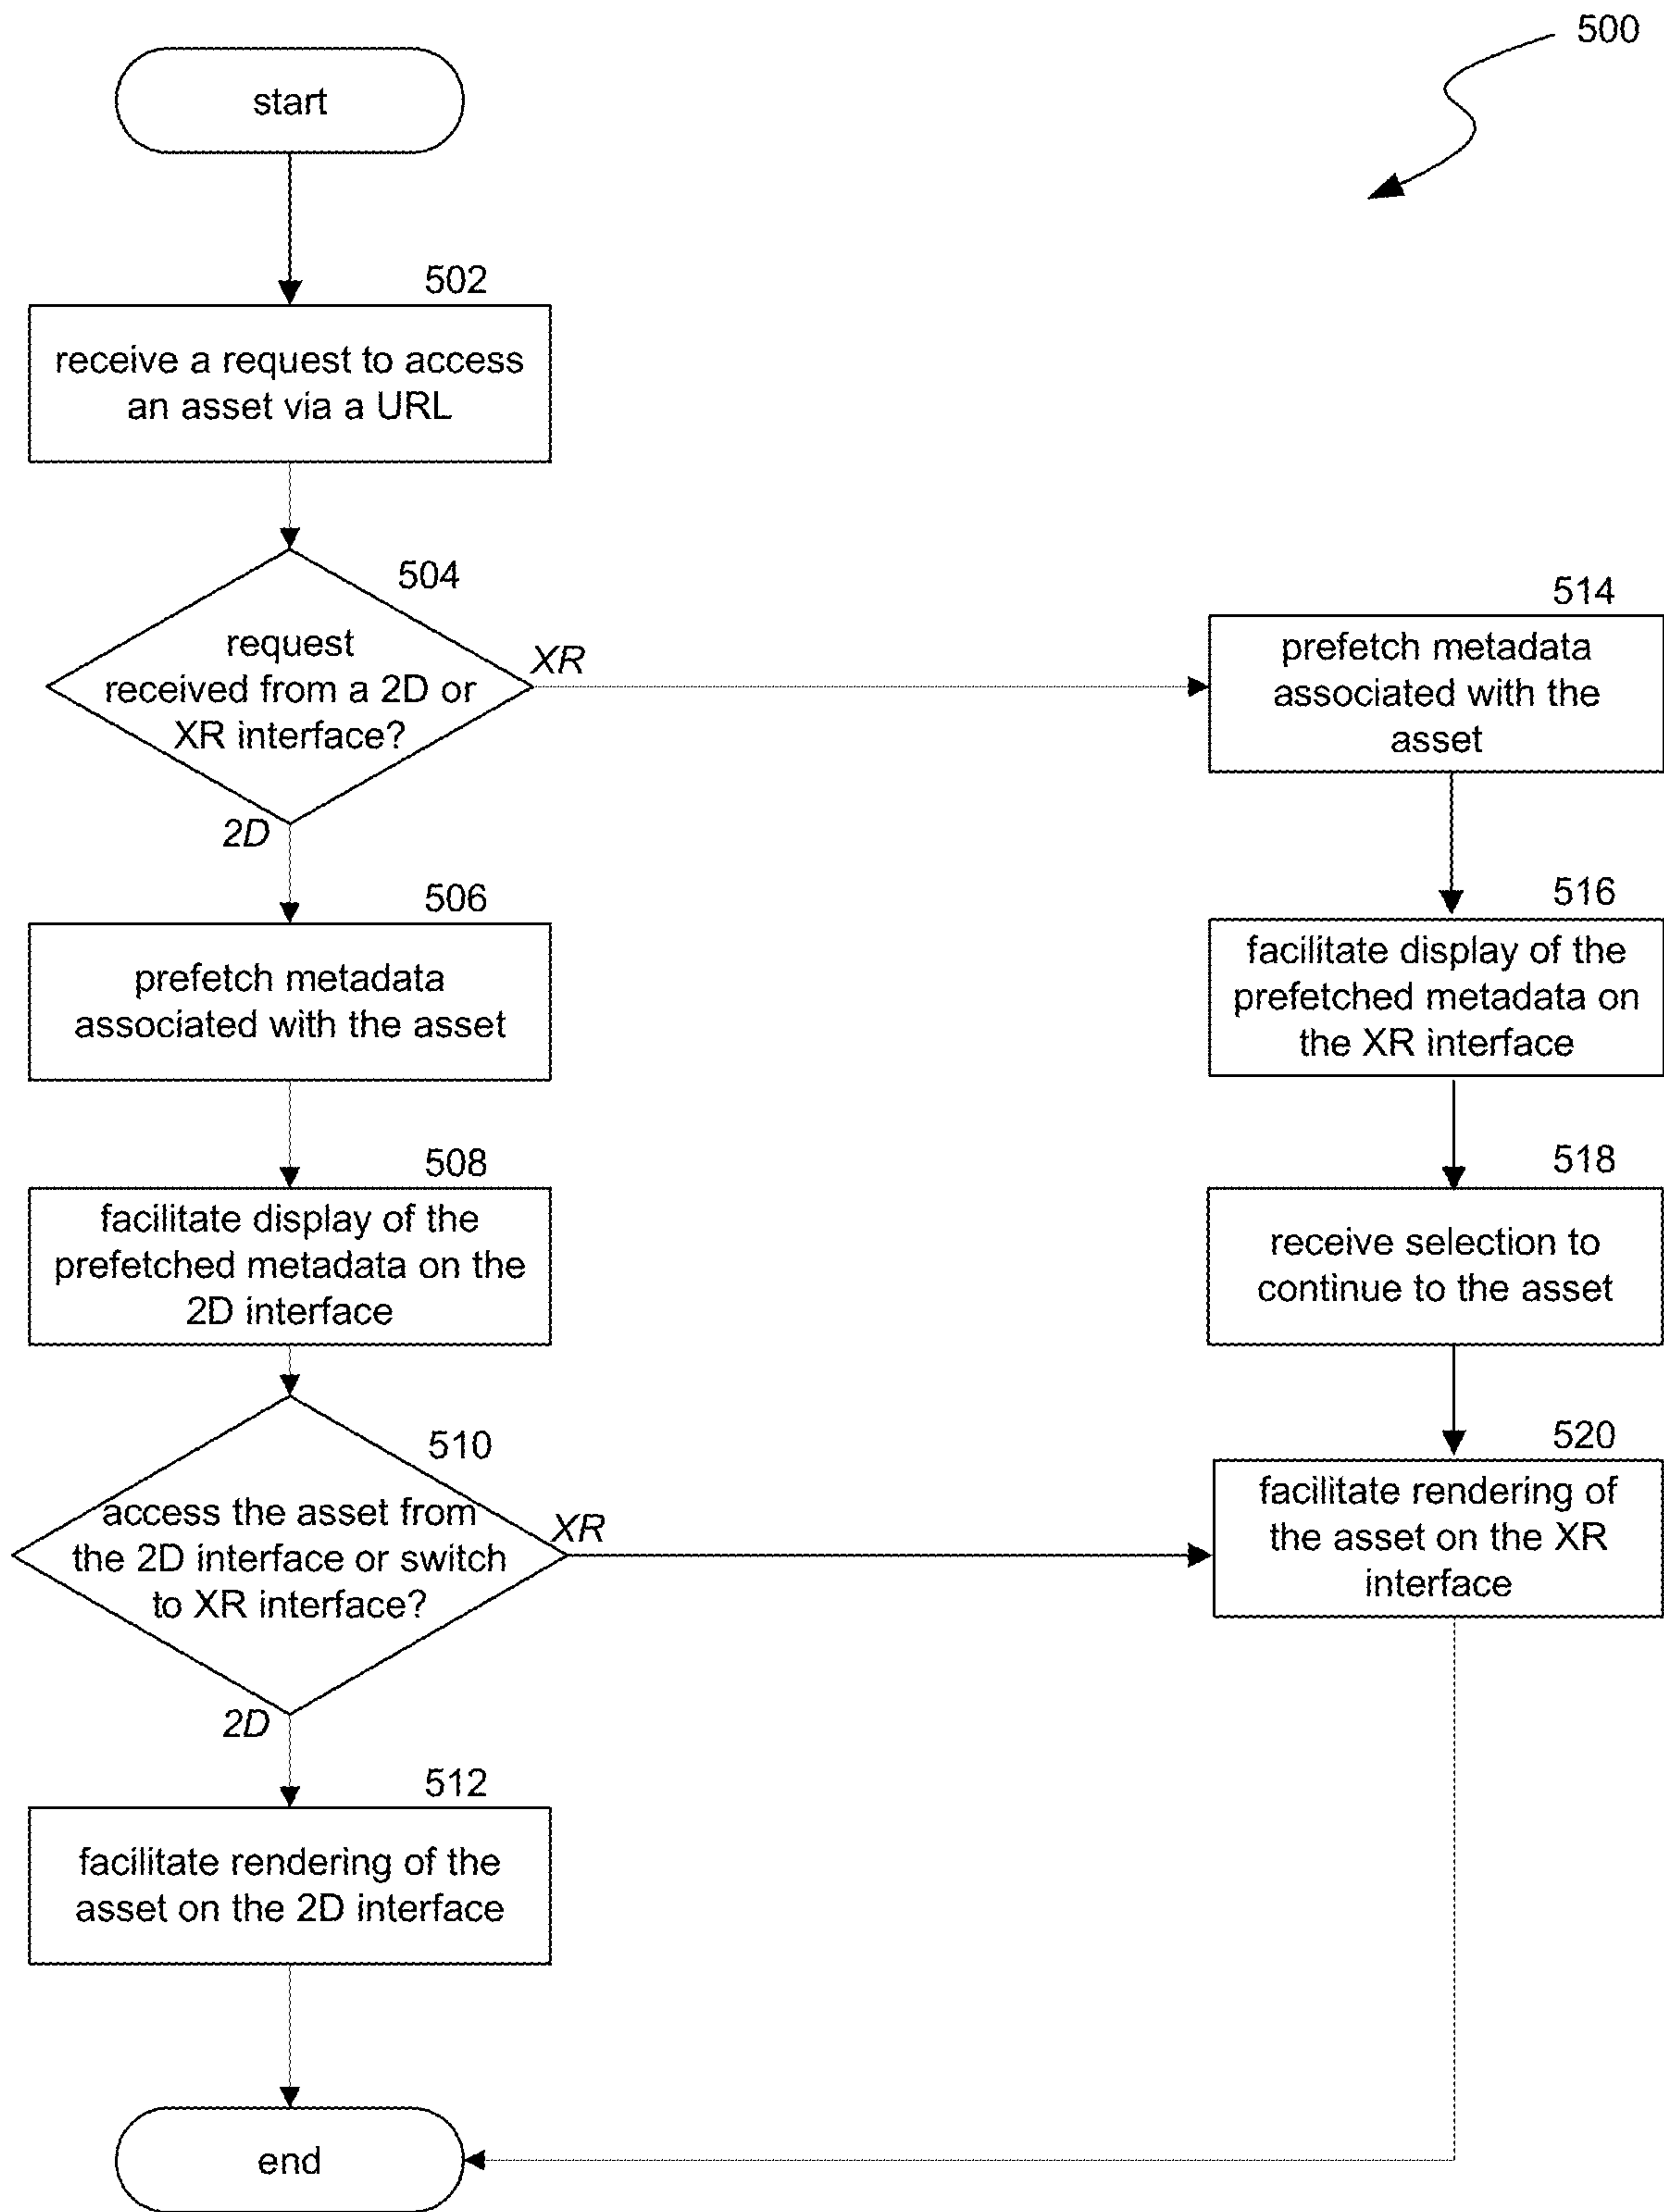 500
start
502
receive a request to access
an asset via a URL
504
request
received from a 2D or
XR interface?
XR
2D
514
prefetch metadata
associated with the
asset
506
prefetch metadata
associated with the asset
516
facilitate display of the
prefetched metadata on
the XR interface
508
facilitate display of the
prefetched metadata on the
2D interface
518
receive selection to
continue to the asset
510
access the asset from
the 2D interface or switch
to XR interface?
XR
2D
520
facilitate rendering of
the asset on the XR
interface
512
facilitate rendering of the
asset on the 2D interface
end